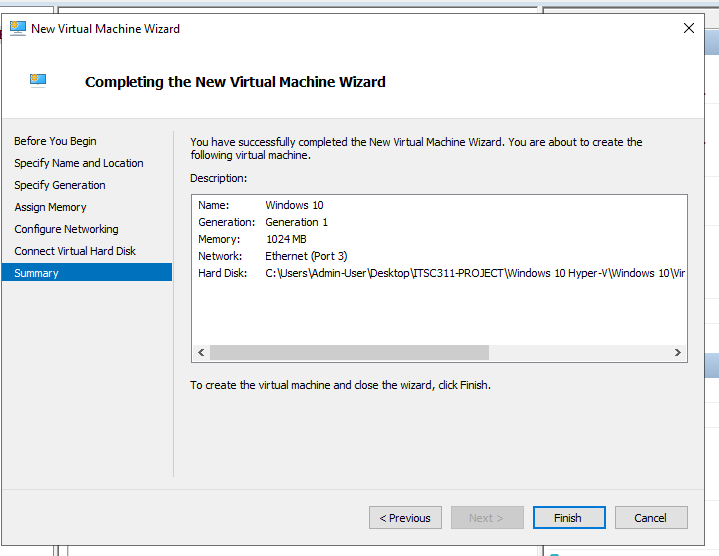 New Virtual Machine Wizard
Completing the New Virtual Machine Wizard
Before You Begin
Specify Name and Location
Specify Generation
Assign Memory
Configure Networking
Connect Virtual Hard Disk
Summary
You have successfully completed the New Virtual Machine Wizard. You are about to create the
following virtual machine.
Description:
Name: Windows 10
Generation: Generation 1
Memory: 1024 MB
Network: Ethernet (Port 3)
Hard Disk: C:\Users\Admin-User\Desktop\ITSC311-PROJECT\Windows 10 Hyper-V\Windows 10\Vir
To create the virtual machine and close the wizard, click Finish.
< Previous
Next >
Finish
Cancel